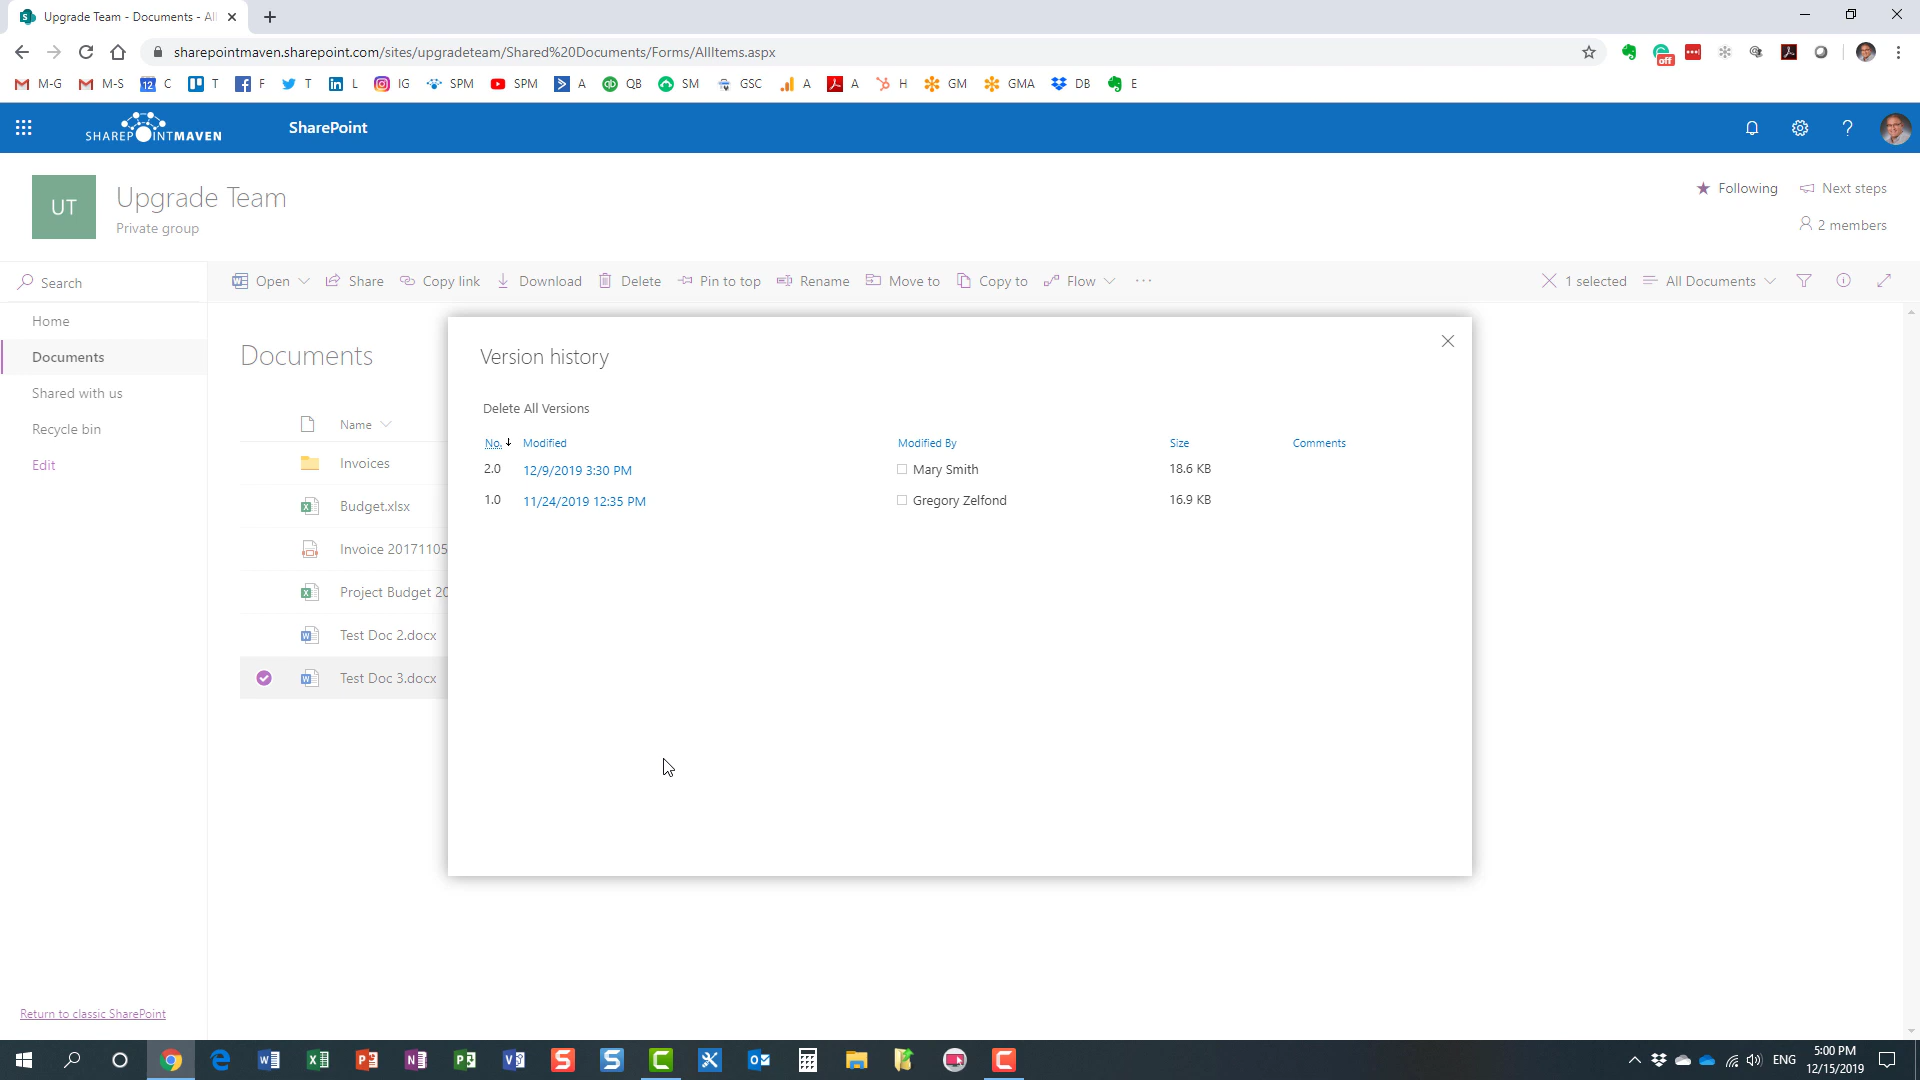 Upgrade Team - Documents - Al
sharepointmaven.sharepoint.com/sites/upgradeteam/Shared%20Documents/Forms/AllItems.aspx
off
M-G M-S 12 C T F T L IG SPM SPM A QB SM GSC A A H GM GMA DB E
SHAREPOINTMAVEN SharePoint
UT
Upgrade Team
Private group
Following
Next steps
2 members
Search
Open Share Copy link Download Delete Pin to top Rename Move to Copy to Flow ··· 1 selected All Documents
Home
Documents
Shared with us
Recycle bin
Edit
Return to classic SharePoint
Documents
Name
Invoices
Budget.xlsx
Invoice 20171105
Project Budget 20
Test Doc 2.docx
Test Doc 3.docx
Version history
Delete All Versions
No. Modified Modified By Size Comments
2.0 12/9/2019 3:30 PM Mary Smith 18.6 KB
1.0 11/24/2019 12:35 PM Gregory Zelfond 16.9 KB
ENG
5:00 PM
12/15/2019